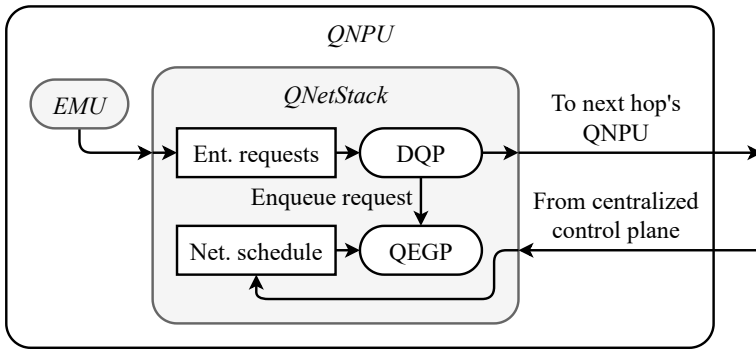 QNPU
QNetStack
EMU
To next hop's
QNPU
Ent. requests
DQP
Enqueue request
From centralized
control plane
Net. schedule
QEGP